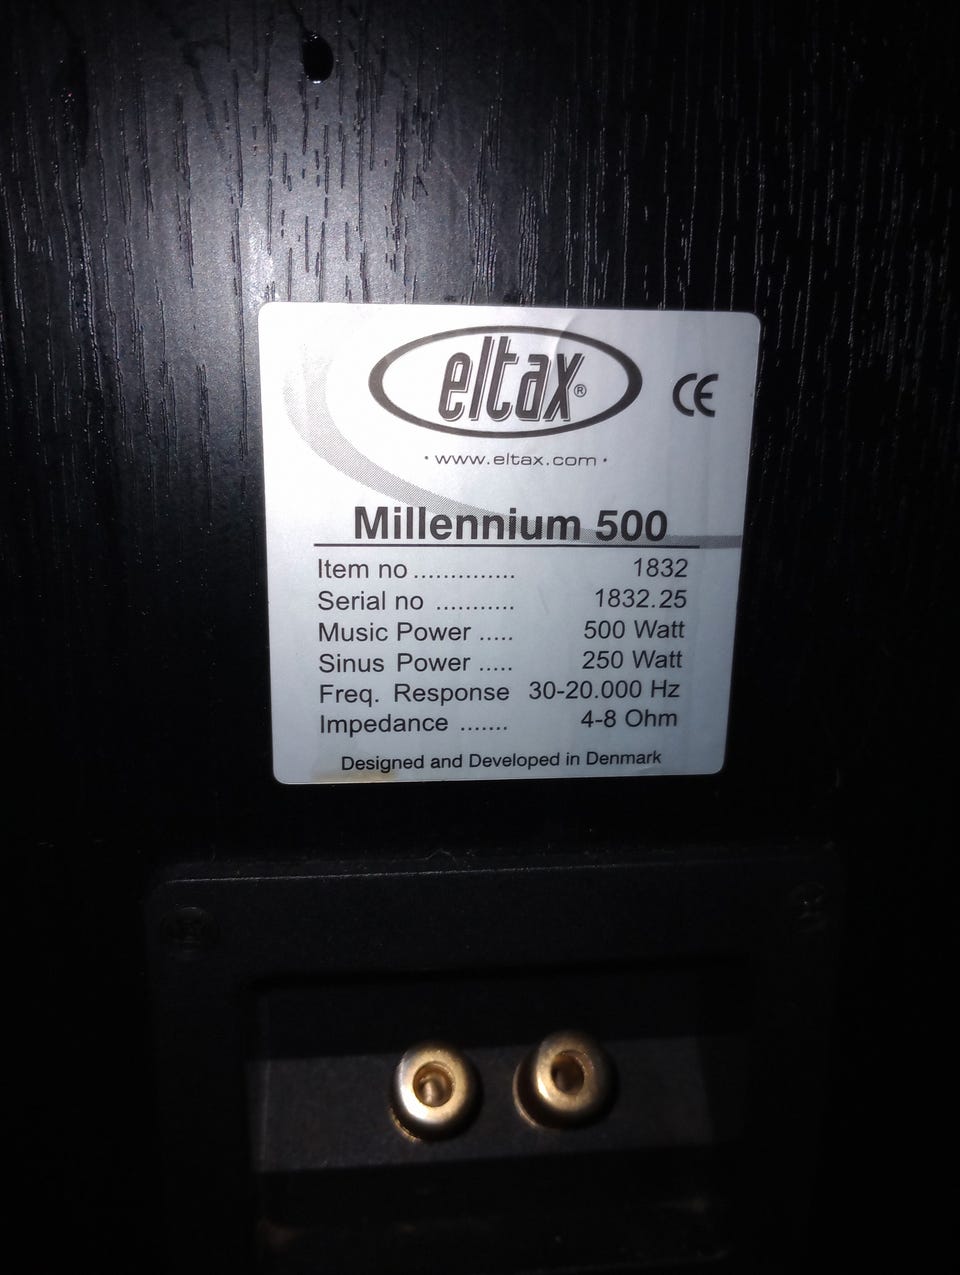 eltax®
CE
• www.eltax.com •
Millennium 500
Item no .............. 1832
Serial no ........... 1832.25
Music Power ..... 500 Watt
Sinus Power ..... 250 Watt
Freq. Response 30-20.000 Hz
Impedance ....... 4-8 Ohm
Designed and Developed in Denmark